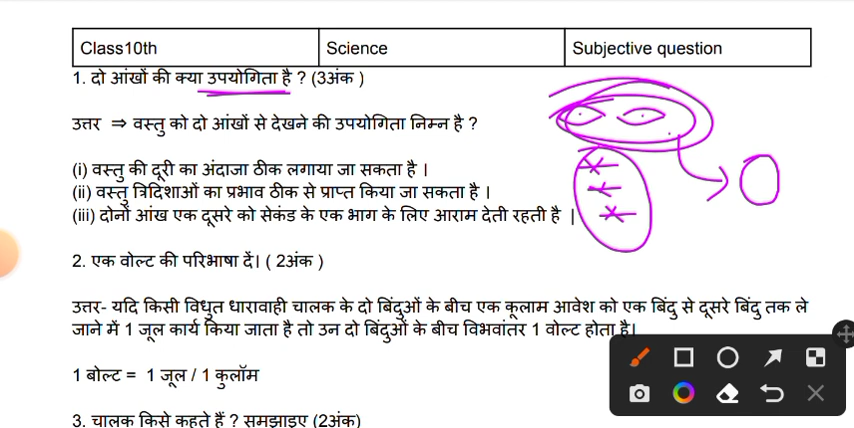 Class10th Science Subjective question
1. दो आंखों की क्या उपयोगिता है ? (3अंक )
उत्तर ⇒ वस्तु को दो आंखों से देखने की उपयोगिता निम्न है ?
(i) वस्तु की दूरी का अंदाजा ठीक लगाया जा सकता है ।
(ii) वस्तु त्रिदिशाओं का प्रभाव ठीक से प्राप्त किया जा सकता है ।
(iii) दोनों आंख एक दूसरे को सेकंड के एक भाग के लिए आराम देती रहती है |
2. एक वोल्ट की परिभाषा दें। ( 2अंक )
उत्तर- यदि किसी विधुत धारावाही चालक के दो बिंदुओं के बीच एक कूलाम आवेश को एक बिंदु से दूसरे बिंदु तक ले
जाने में 1 जूल कार्य किया जाता है तो उन दो बिंदुओं के बीच विभवांतर 1 वोल्ट होता है।
1 बोल्ट = 1 जूल / 1 कुलॉम
3. चालक किसे कहते हैं ? समझाइए (2अंक)